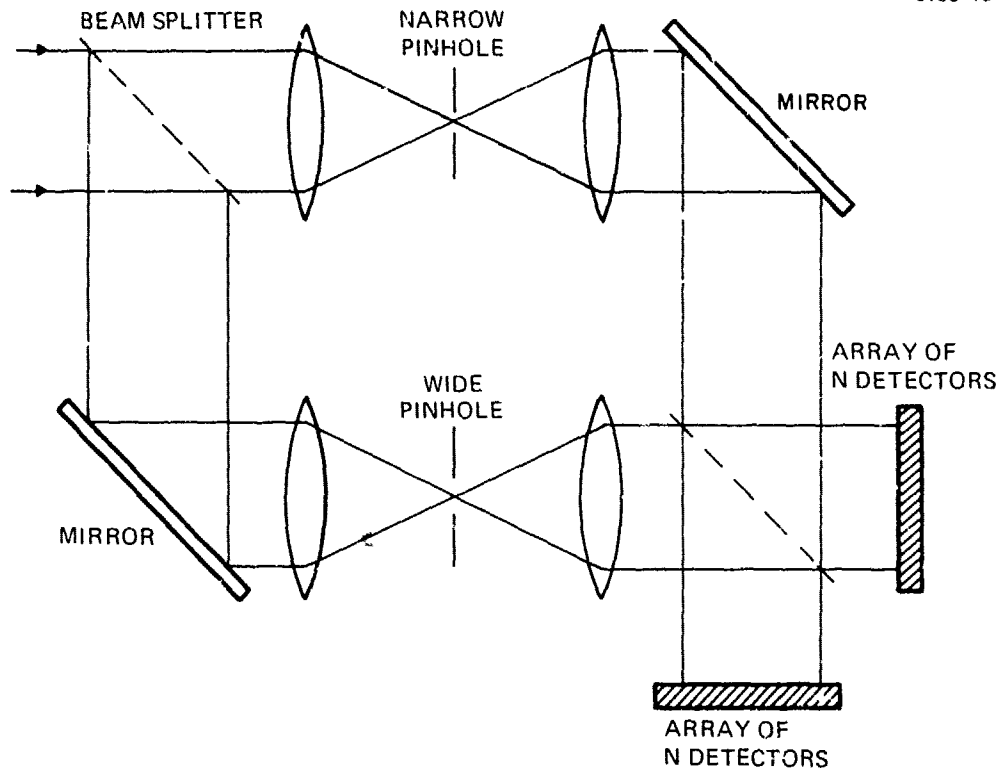 BEAM SPLITTER
NARROW
PINHOLE
MIRROR
ARRAY OF
N DETECTORS
WIDE
PINHOLE
MIRROR
ARRAY OF
N DETECTORS